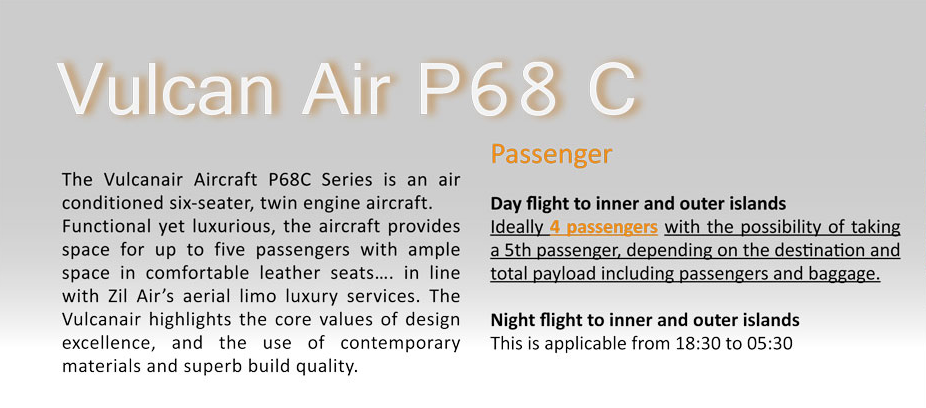 Vulcan Air P68 C
The Vulcanair Aircraft P68C Series is an air
conditioned six-seater, twin engine aircraft.
Functional yet luxurious, the aircraft provides
space for up to five passengers with ample
space in comfortable leather seats.... in line
with Zil Air's aerial limo luxury services. The
Vulcanair highlights the core values of design
excellence, and the use of contemporary
materials and superb build quality.
Passenger
Day flight to inner and outer islands
Ideally 4 passengers with the possibility of taking
a 5th passenger, depending on the destination and
total payload including passengers and baggage.
Night flight to inner and outer islands
This is applicable from 18:30 to 05:30